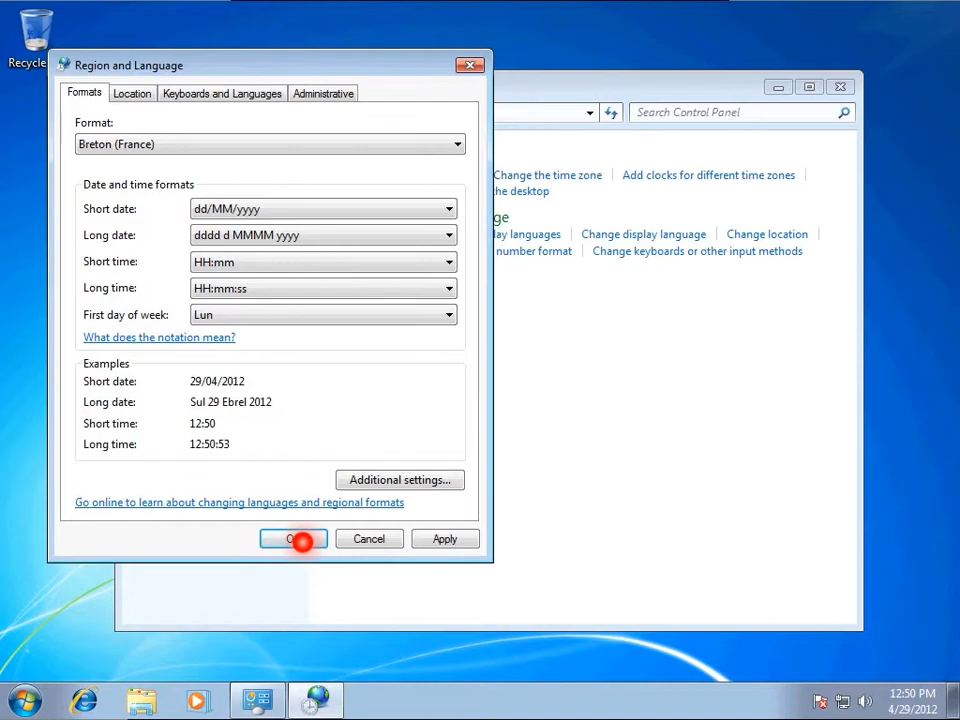 Recycle
Region and Language
Formats
Location
Keyboards and Languages
Administrative
Format:
Breton (France)
Date and time formats
Short date:
dd/MM/yyyy
Long date:
dddd d MMMM yyyy
Short time:
HH:mm
Long time:
HH:mm:ss
First day of week:
Lun
What does the notation mean?
Examples
Short date:
29/04/2012
Long date:
Sul 29 Ebrel 2012
Short time:
12:50
Long time:
12:50:53
Additional settings...
Go online to learn about changing languages and regional formats
Cancel
Apply
Search Control Panel
Change the time zone
Add clocks for different time zones
the desktop
ge
lay languages
Change display language
Change location
number format
Change keyboards or other input methods
12:50 PM
4/29/2012